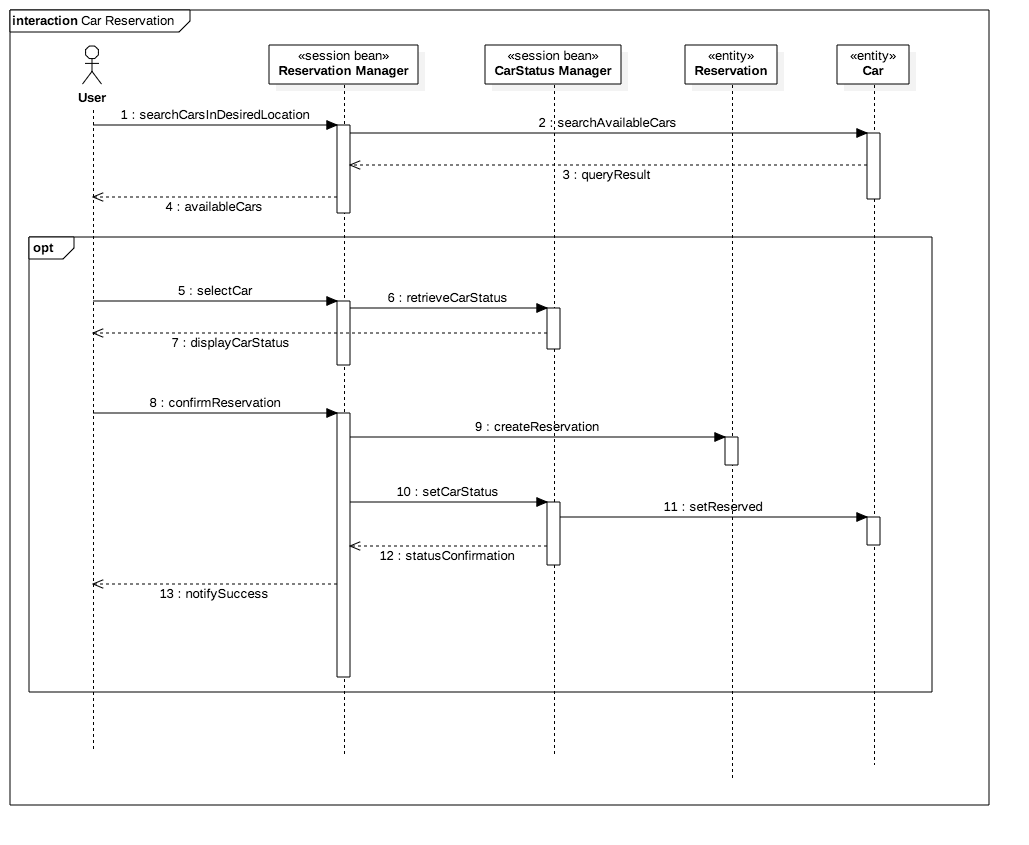 interaction Car Reservation
«session bean»
Reservation Manager
«session bean»
CarStatus Manager
«entity»
Reservation
«entity»
Car
User
1 : searchCarsInDesiredLocation
2 : searchAvailableCars
3 : queryResult
4 : availableCars
opt
5 : selectCar
6 : retrieveCarStatus
7 : displayCarStatus
8 : confirmReservation
9 : createReservation
10 : setCarStatus
11 : setReserved
12 : statusConfirmation
13 : notifySuccess